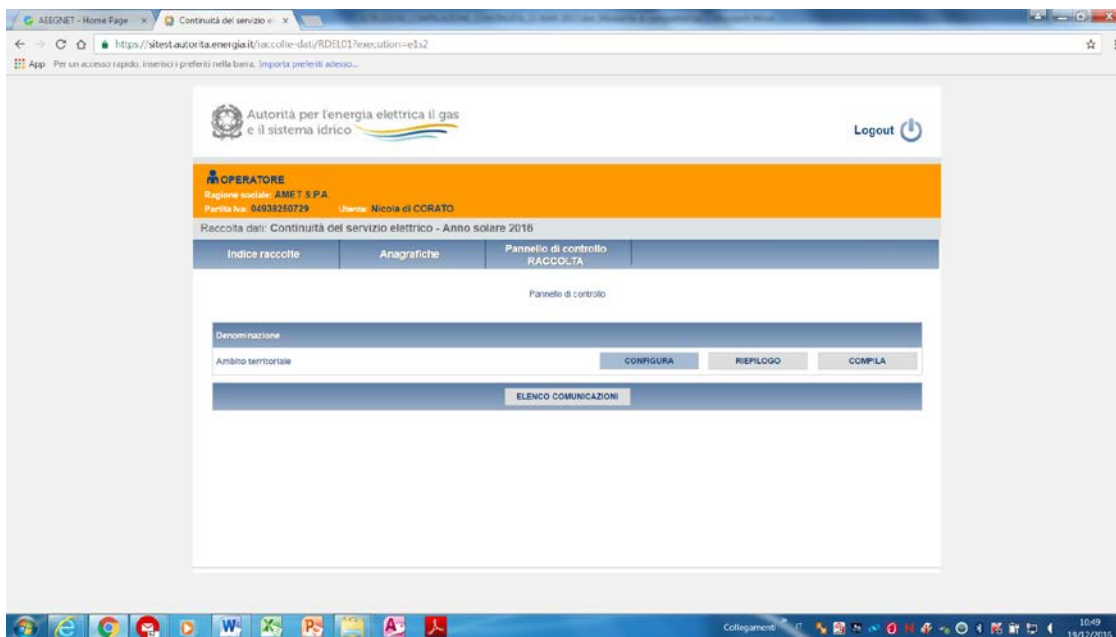 AEEGNET - Home Page
Continuità del servizio e
https://sitest.autorita.energia.it/raccolte-dati/RDEL01?execution=e1s2
App Per un accesso rapido, inserisci i preferiti nella barra. Importa preferiti adesso...
Autorità per l'energia elettrica il gas
e il sistema idrico
Logout
OPERATORE
Ragione sociale: AMET S.P.A.
Partita Iva: 04938250729 Utente: Nicola di CORATO
Raccolta dati: Continuità del servizio elettrico - Anno solare 2016
Indice raccolte
Anagrafiche
Pannello di controllo
RACCOLTA
Pannello di controllo
Denominazione
Ambito territoriale
CONFIGURA
RIEPILOGO
COMPILA
ELENCO COMUNICAZIONI
Collegamenti
IT
10:49
19/12/2016